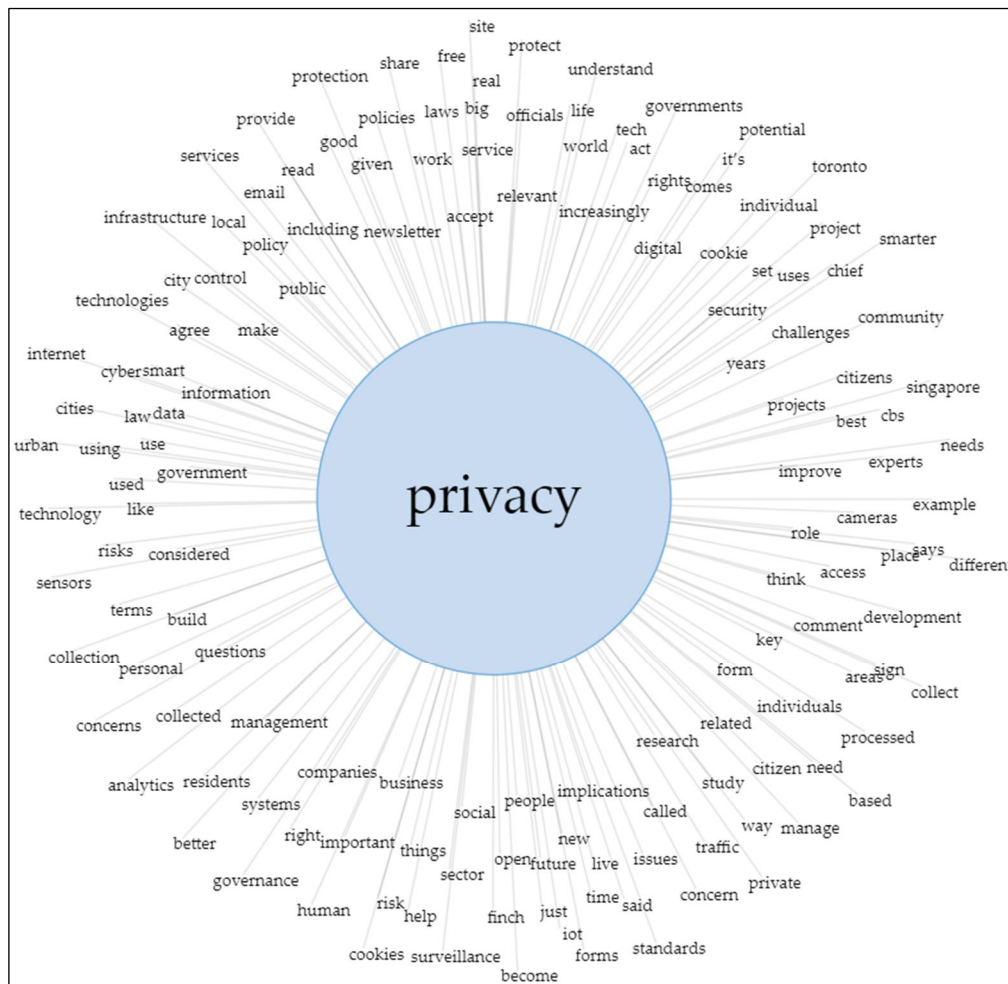 site
protect
free
share
understand
protection
real
governments
laws
big
officials
life
policies
provide
tech
potential
good
act
service
world
services
given
work
it's
read
toronto
rights
comes
email
relevant
individual
increasingly
infrastructure
local
accept
including
newsletter
project
smarter
policy
digital
cookie
city
control
set
uses
chief
public
technologies
security
community
agree
make
challenges
internet
years
cyber
smart
citizens
singapore
information
cities
law
data
projects
best
cbs
urban
using
use
needs
used
government
improve
experts
privacy
technology
like
example
cameras
role
risks
considered
place
says
differen
sensors
think
access
terms
build
comment
development
key
collection
personal
questions
form
areas
sign
collect
concerns
collected
management
individuals
related
processed
research
analytics
residents
companies
business
citizen
need
study
implications
systems
social
people
called
based
way
manage
better
right
important
things
new
traffic
open
future
live
issues
sector
governance
private
concern
human
risk
help
finch
just
time
said
iot
cookies
surveillance
forms
standards
become